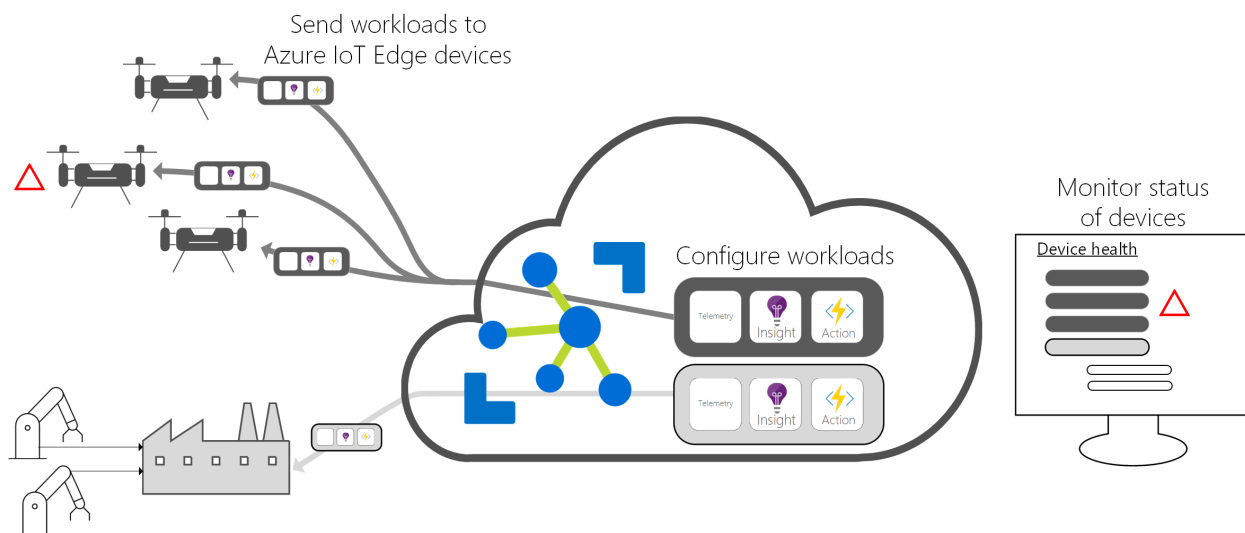 Send workloads to
Azure IoT Edge devices
Monitor status
of devices
Device health
Configure workloads
Telemetry
Insight
Action
Telemetry
Insight
Action